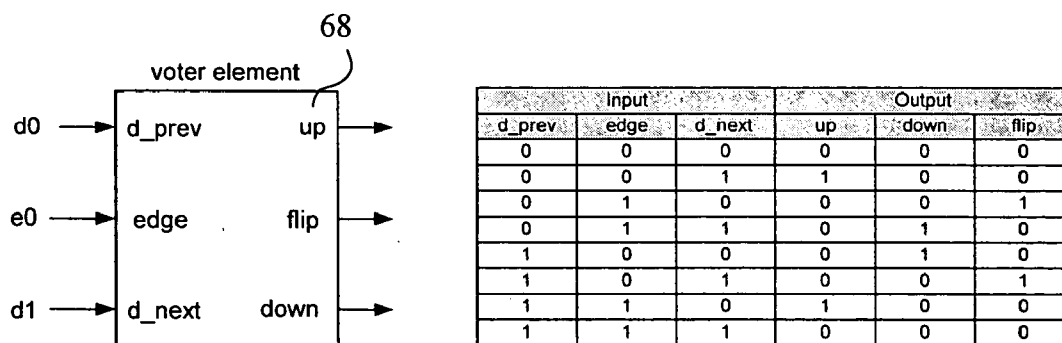 68
voter element
d0 d_prev up
e0 edge flip
d1 d_next down
Input Output
d_prev edge d_next up down flip
0 0 0 0 0 0
0 0 1 1 0 0
0 1 0 0 0 1
0 1 1 0 1 0
1 0 0 0 1 0
1 0 1 0 0 1
1 1 0 1 0 0
1 1 1 0 0 0